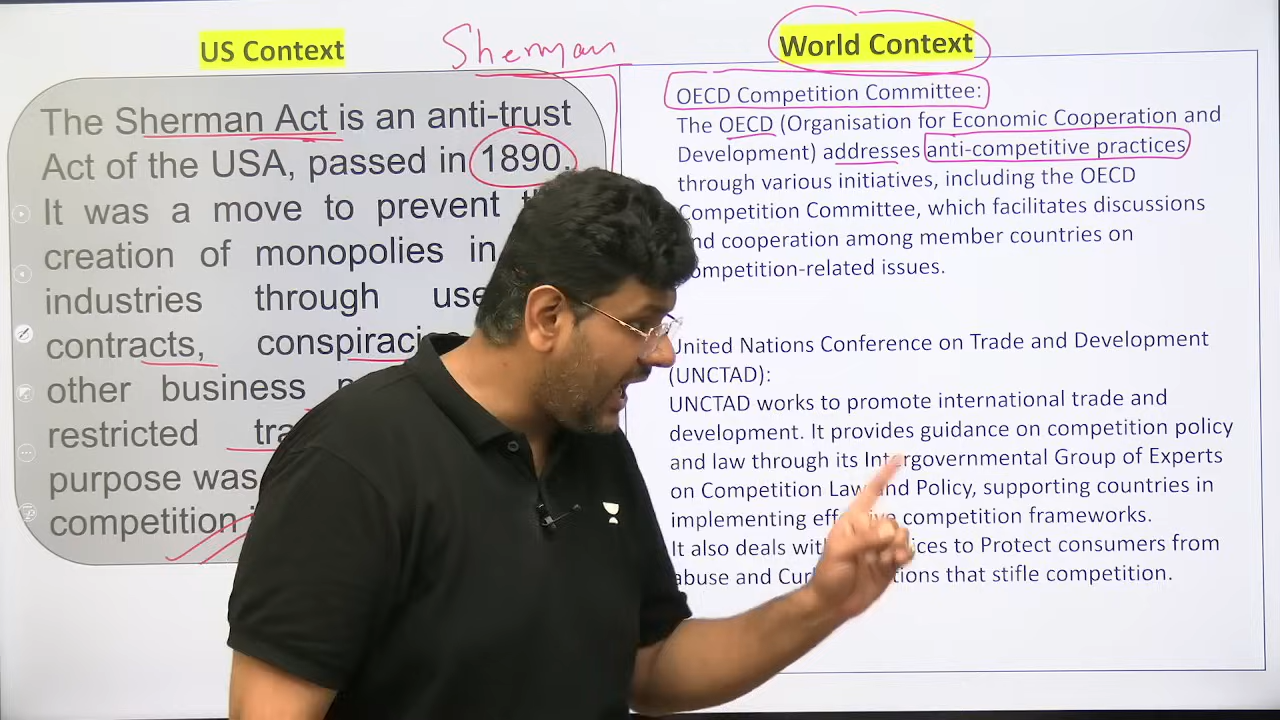 US Context
Sherman
World Context
The Sherman Act is an anti-trust
Act of the USA, passed in 1890.
It was a move to prevent
creation of monopolies in
industries through use
contracts,
other business
restricted
purpose was
competition
OECD Competition Committee:
The OECD (Organisation for Economic Cooperation and
Development) addresses anti-competitive practices
through various initiatives, including the OECD
Competition Committee, which facilitates discussions
cooperation among member countries on
issues.
United Nations Conference on Trade and Development
(UNCTAD):
UNCTAD works to promote international trade and
development. It provides guidance on competition policy
and law through its Intergovernmental Group of Experts
on Competition Law and Policy, supporting countries in
implementing competition frameworks.
It also deals to Protect consumers from
abuse and that stifle competition.